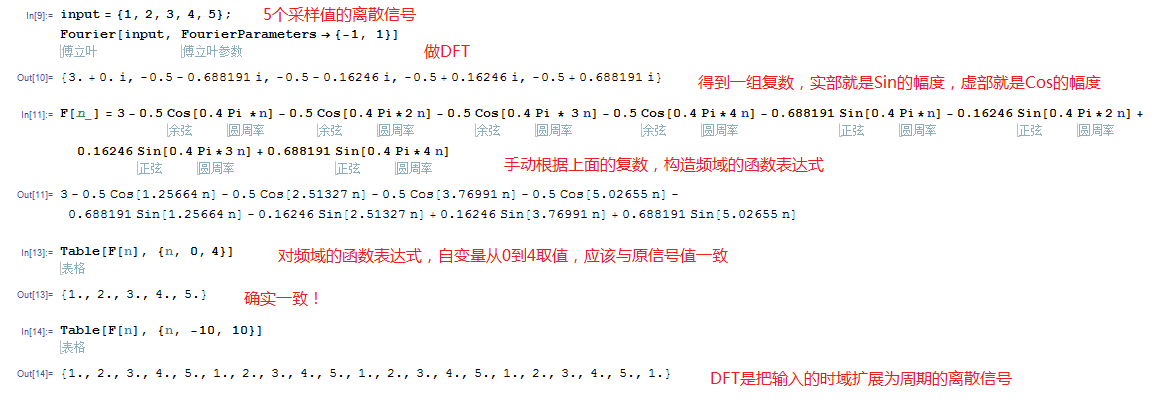 In[9]:= input = {1, 2, 3, 4, 5}; 5个采样值的离散信号
Fourier[input, FourierParameters → {-1, 1}]
傅立叶 傅立叶参数 做DFT
Out[10]= {3. + 0. i, -0.5 - 0.688191 i, -0.5 - 0.16246 i, -0.5 + 0.16246 i, -0.5 + 0.688191 i}
得到一组复数，实部就是Sin的幅度，虚部就是Cos的幅度
In[11]:= F[n_] = 3 - 0.5 Cos[0.4 Pi * n] - 0.5 Cos[0.4 Pi * 2 n] - 0.5 Cos[0.4 Pi * 3 n] - 0.5 Cos[0.4 Pi * 4 n] - 0.688191 Sin[0.4 Pi * n] - 0.16246 Sin[0.4 Pi * 2 n] +
余弦 圆周率 余弦 圆周率 余弦 圆周率 余弦 圆周率 正弦 圆周率 正弦 圆周率
0.16246 Sin[0.4 Pi * 3 n] + 0.688191 Sin[0.4 Pi * 4 n]
正弦 圆周率 正弦 圆周率 手动根据上面的复数，构造频域的函数表达式
Out[11]= 3 - 0.5 Cos[1.25664 n] - 0.5 Cos[2.51327 n] - 0.5 Cos[3.76991 n] - 0.5 Cos[5.02655 n] -
0.688191 Sin[1.25664 n] - 0.16246 Sin[2.51327 n] + 0.16246 Sin[3.76991 n] + 0.688191 Sin[5.02655 n]
In[13]:= Table[F[n], {n, 0, 4}] 对频域的函数表达式，自变量从0到4取值，应该与原信号值一致
表格
Out[13]= {1., 2., 3., 4., 5.} 确实一致！
In[14]:= Table[F[n], {n, -10, 10}]
表格
Out[14]= {1., 2., 3., 4., 5., 1., 2., 3., 4., 5., 1., 2., 3., 4., 5., 1., 2., 3., 4., 5., 1.}
DFT是把输入的时域扩展为周期的离散信号